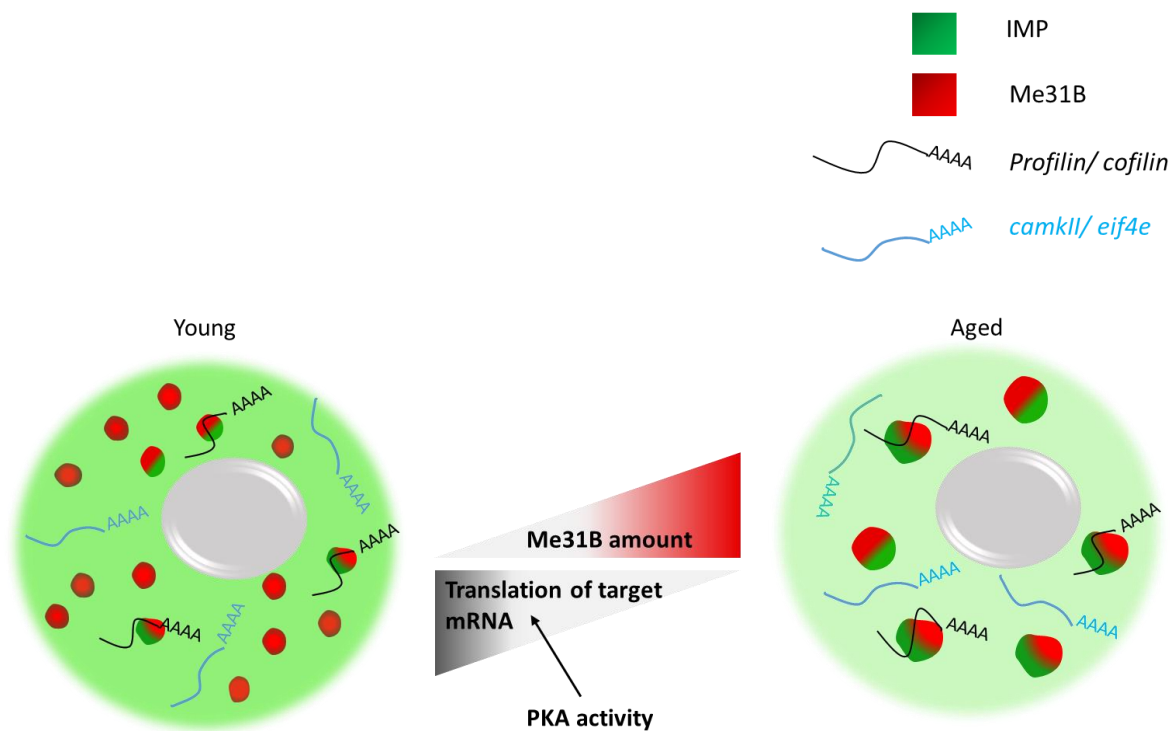 IMP
Me31B
AAAA
Profilin/ cofilin
AAAA
camkII/ eif4e
Young
Aged
AAAA
AAAA
AAAA
AAAA
AAAA
AAAA
Me31B amount
Translation of target
mRNA
PKA activity
AAAA
AAAA
AAAA
AAAA
AAAA
AAAA